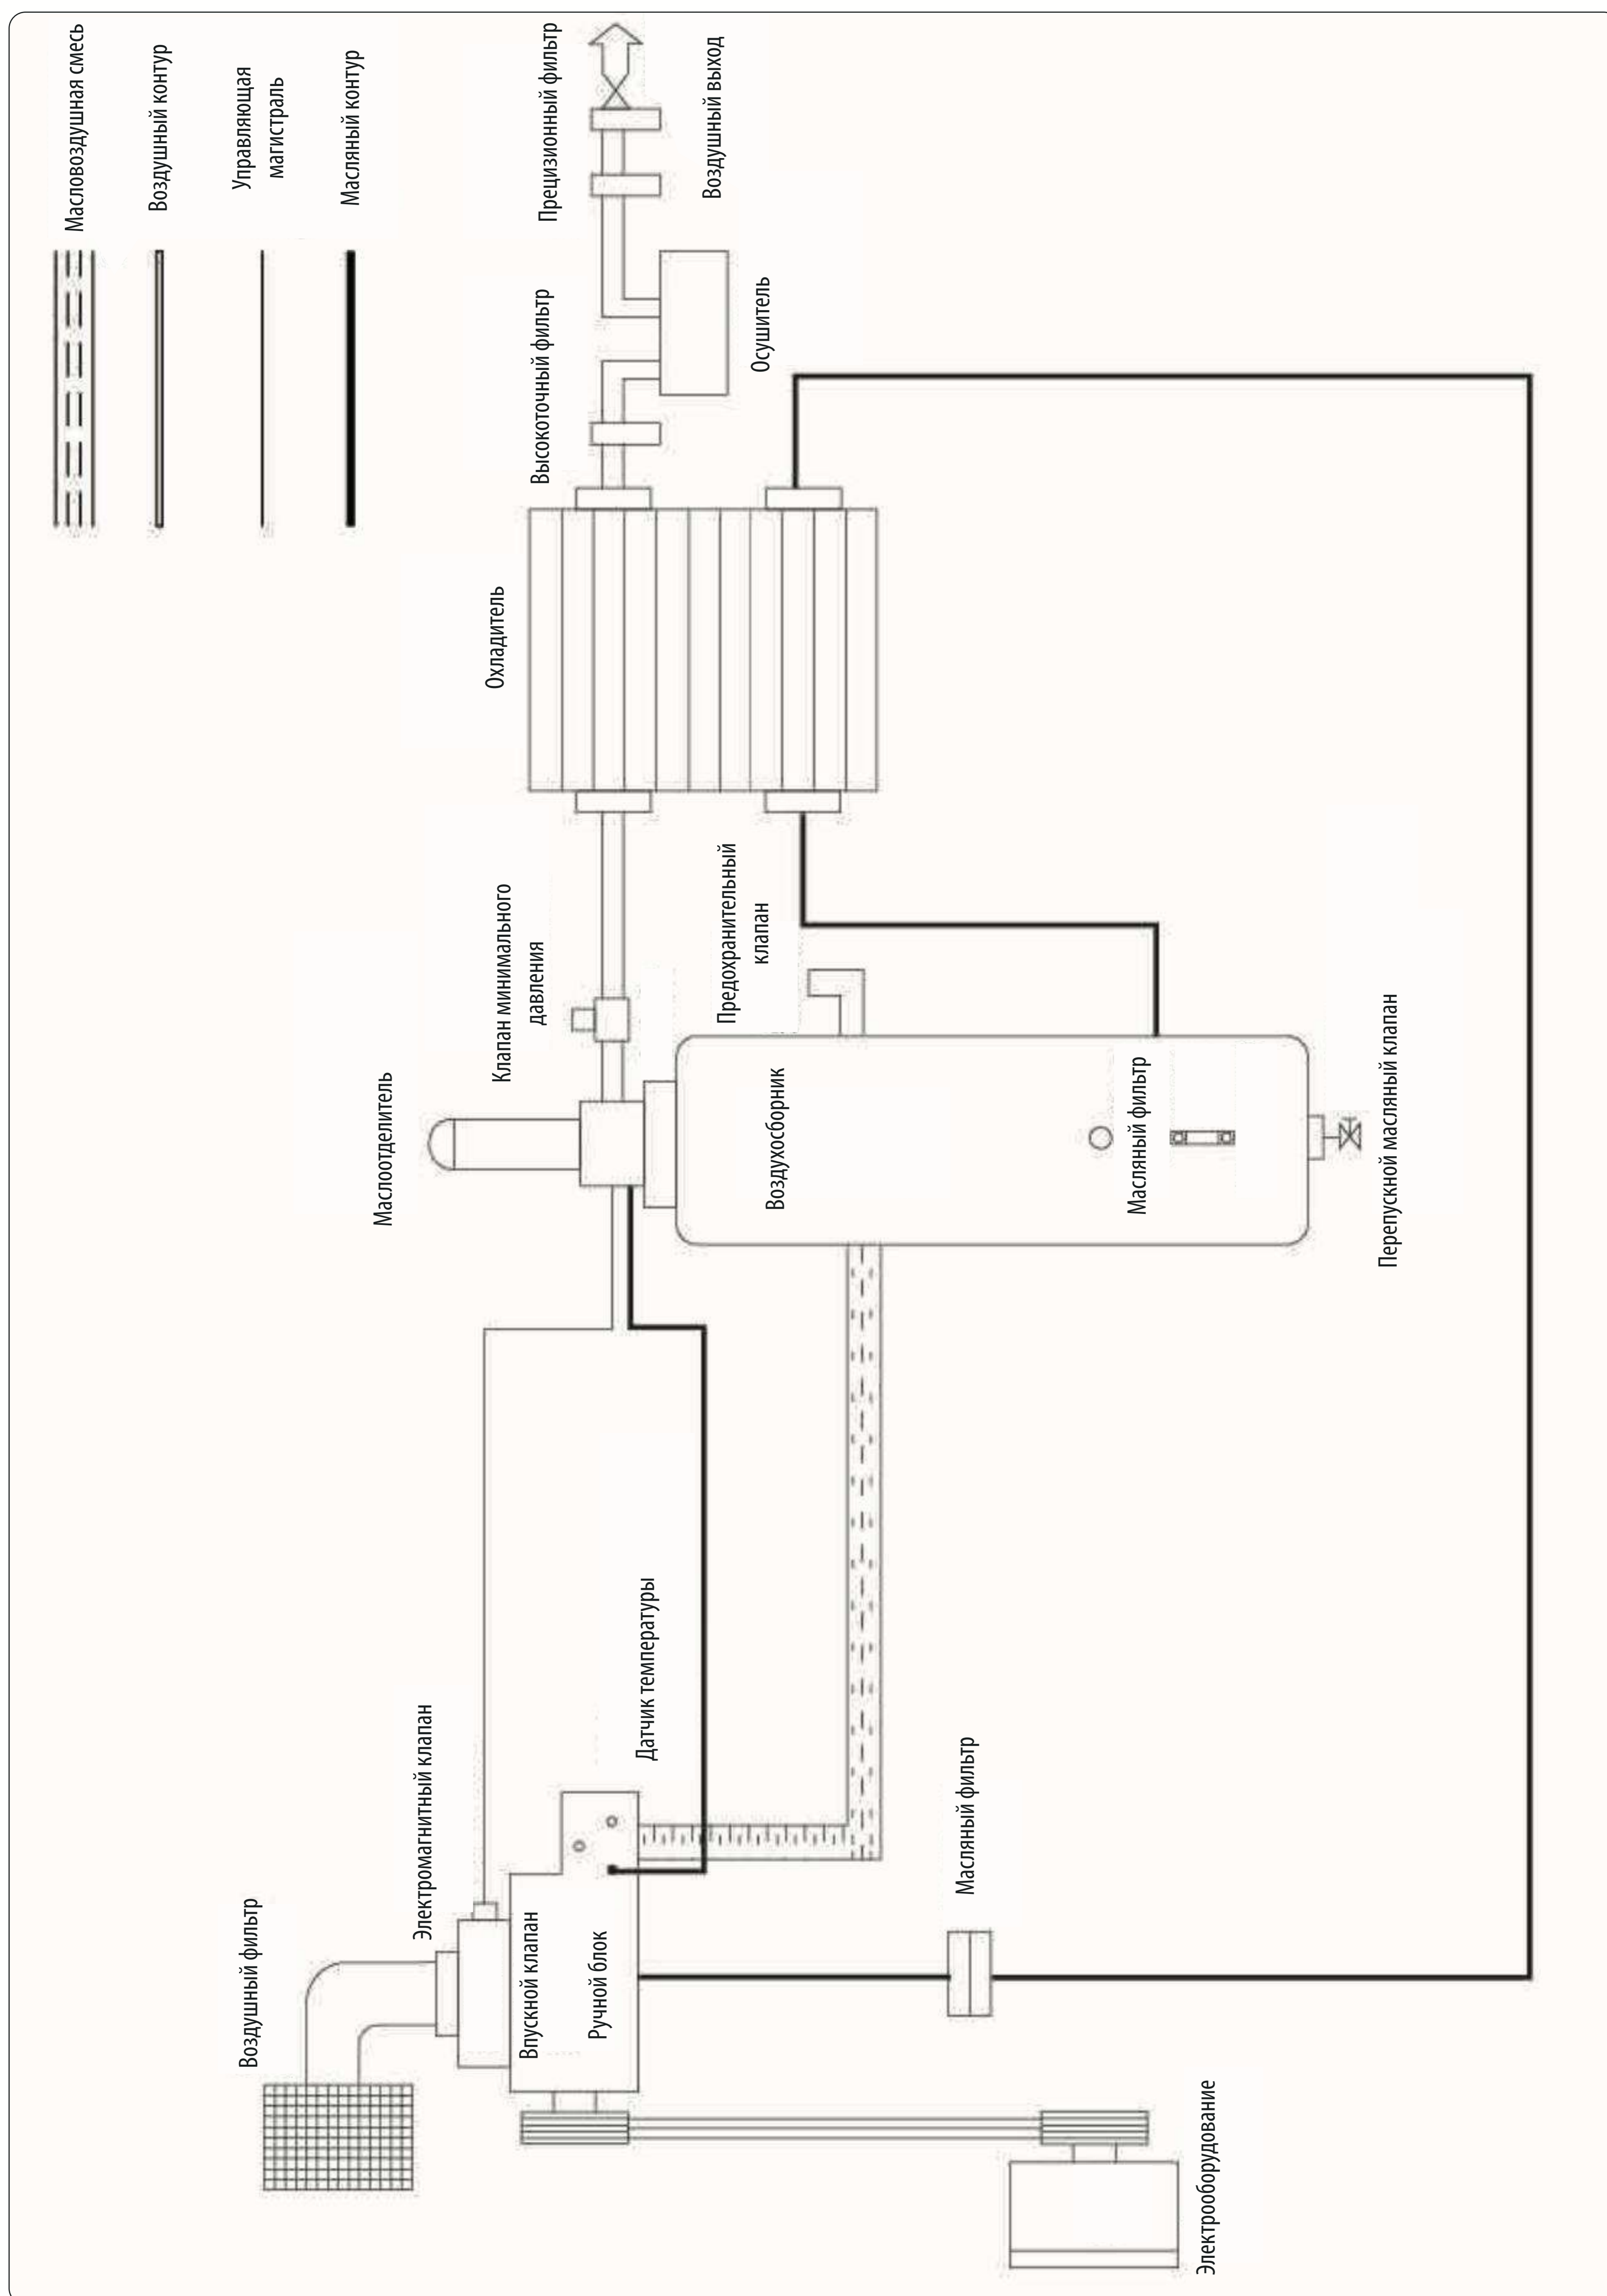 Масловоздушная смесь
Воздушный контур
Управляющая
магистраль
Масляный контур
Воздушный фильтр
Электромагнитный клапан
Впускной клапан
Ручной блок
Датчик температуры
Электрооборудование
Масляный фильтр
Маслоотделитель
Клапан минимального
давления
Воздухосборник
Предохранительный
клапан
Масляный фильтр
Перепускной масляный клапан
Охладитель
Высокоточный фильтр
Осушитель
Прецизионный фильтр
Воздушный выход